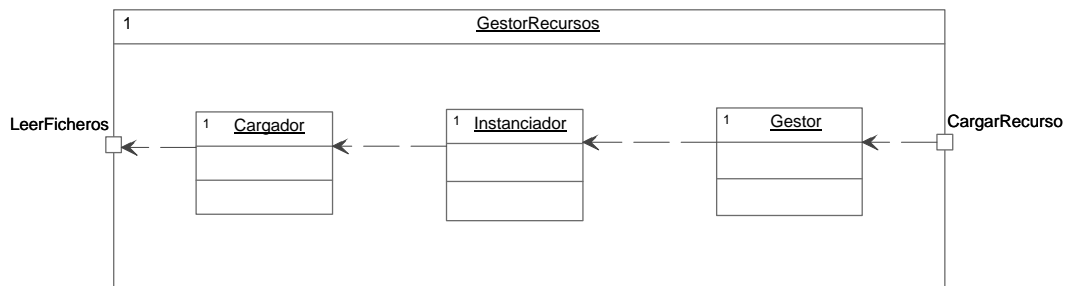 1 GestorRecursos
LeerFicheros
1 Cargador
1 Instanciador
1 Gestor
CargarRecurso